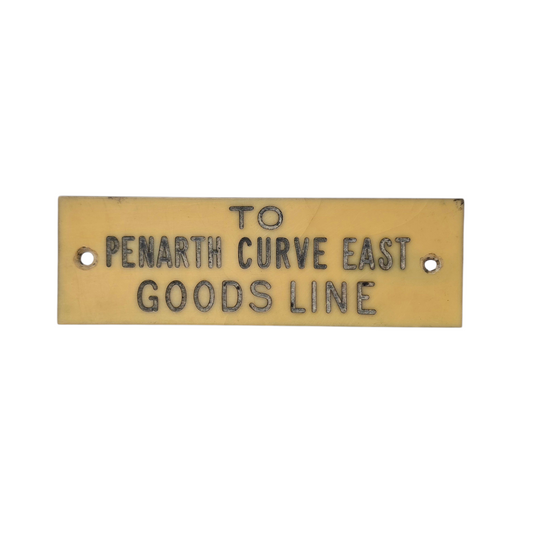 TO
PENARTH CURVE EAST
GOODS LINE